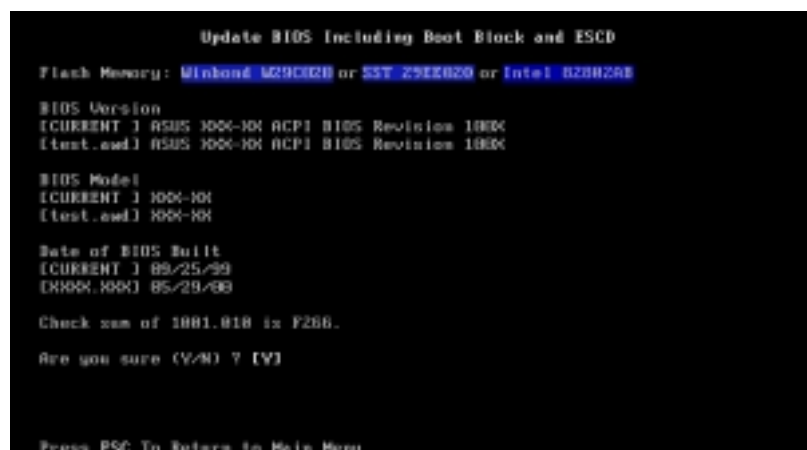 Update BIOS Including Boot Block and ESCD
Flash Memory: Winbond W29C020 or SST 29EE020 or Intel 82802AB
BIOS Version
[CURRENT ] ASUS XXX-XX ACPI BIOS Revision 100X
[test.awd] ASUS XXX-XX ACPI BIOS Revision 100X
BIOS Model
[CURRENT ] XXX-XX
[test.awd] XXX-XX
Date of BIOS Built
[CURRENT ] 09/25/99
[XXXX.XXX] 05/29/00
Check sum of 1001.010 is F266.
Are you sure (Y/N) ? [Y]
Press ESC To Return to Main Menu